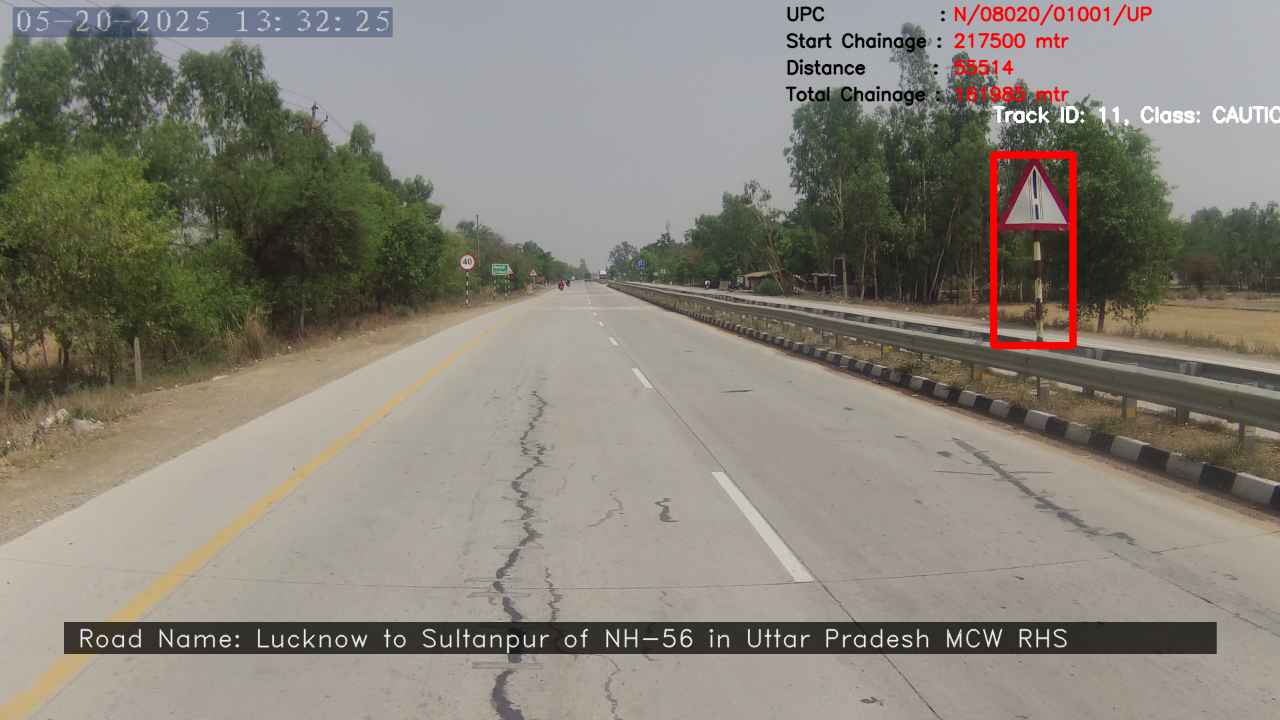 05-20-2025 13:32:25
UPC : N/08020/01001/UP
Start Chainage : 217500 mtr
Distance : 55514
Total Chainage : 161985 mtr
Track ID: 11, Class: CAUTIO
40
Road Name: Lucknow to Sultanpur of NH-56 in Uttar Pradesh MCW RHS